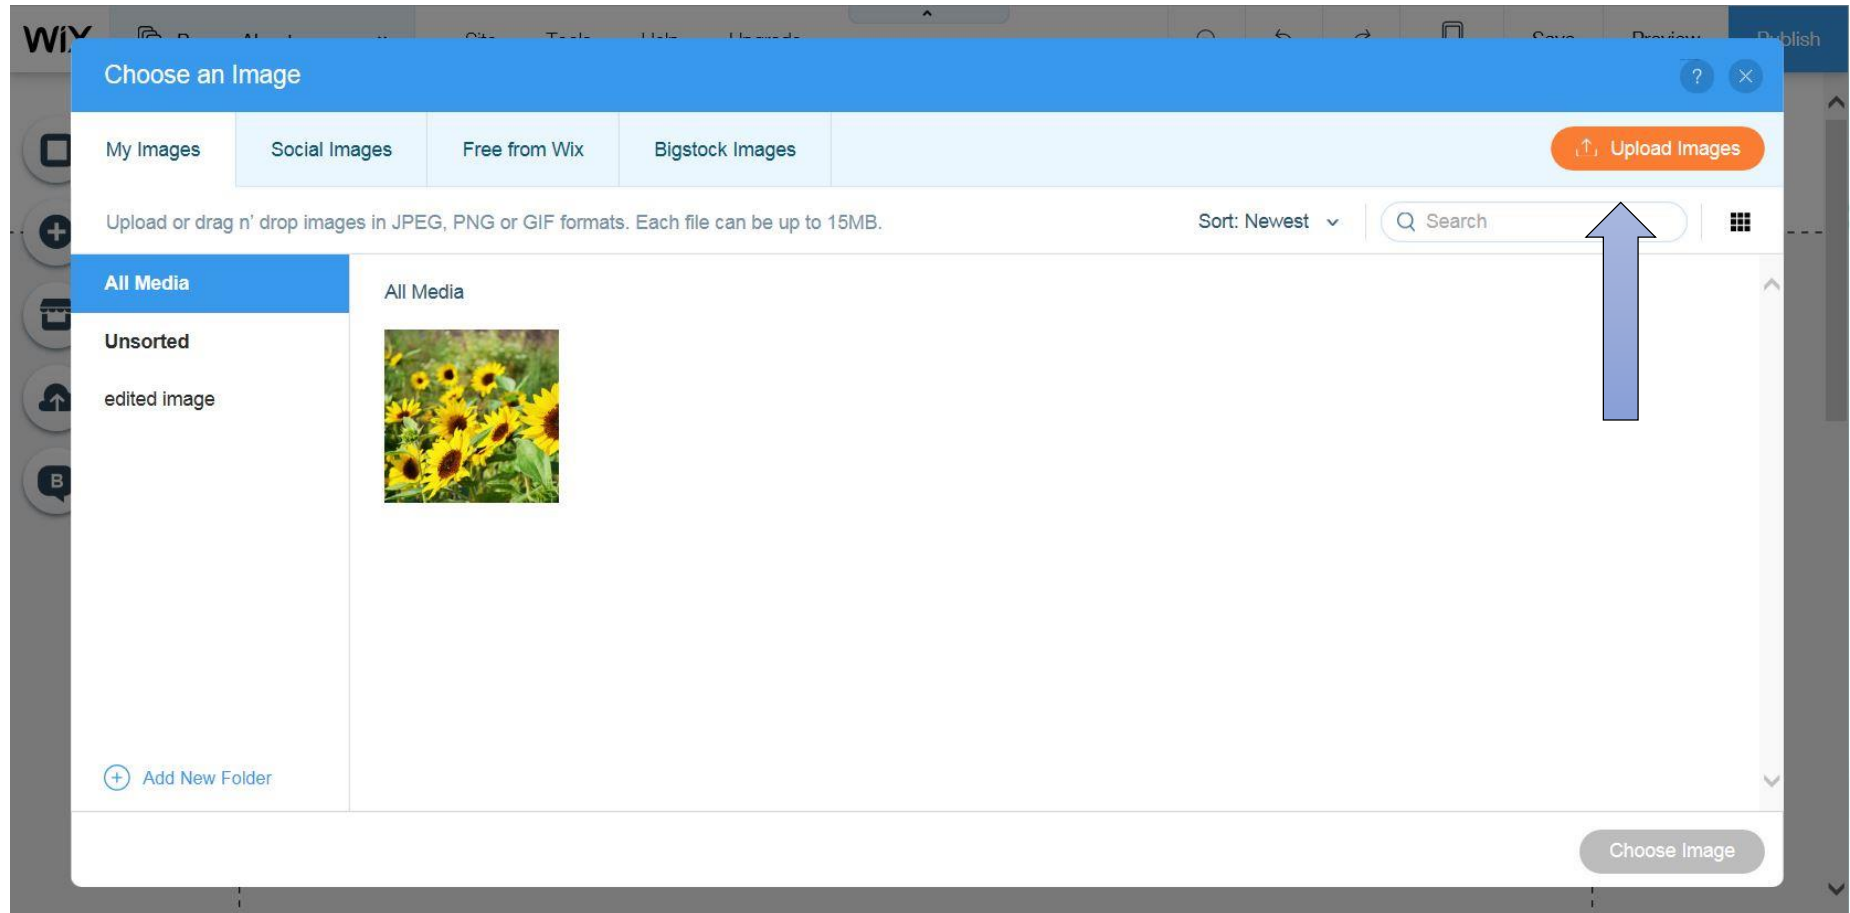 WiX
Publish
Choose an Image
?
My Images
Social Images
Free from Wix
Bigstock Images
Upload Images
Upload or drag n' drop images in JPEG, PNG or GIF formats. Each file can be up to 15MB.
Sort: Newest
Search
All Media
Unsorted
edited image
All Media
B
Add New Folder
Choose Image